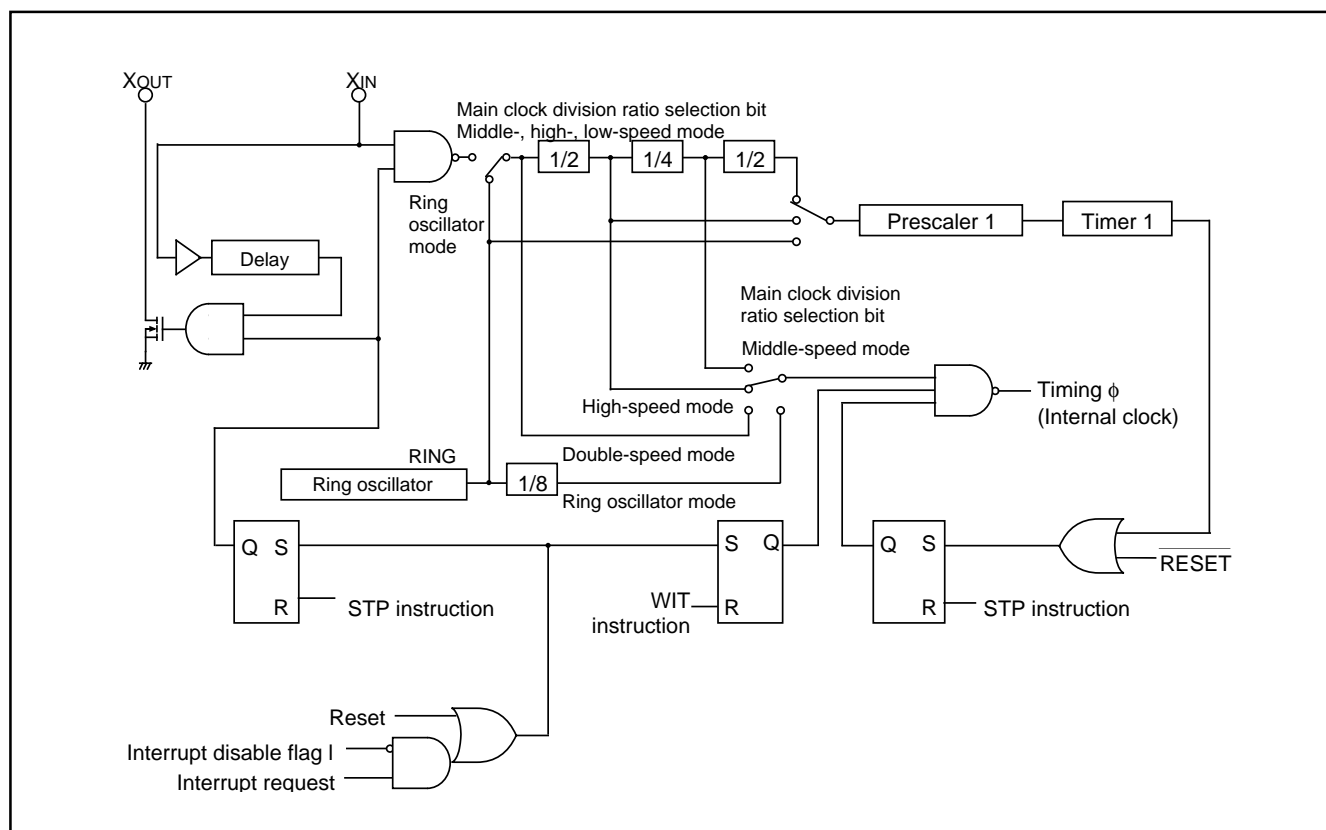 XOUT
XIN
Main clock division ratio selection bit
Middle-, high-, low-speed mode
1/2
1/4
1/2
Ring
oscillator
mode
Prescaler 1
Timer 1
Delay
Main clock division
ratio selection bit
Middle-speed mode
Timing ϕ
(Internal clock)
High-speed mode
RING
Double-speed mode
Ring oscillator
1/8
Ring oscillator mode
Q
S
R
STP instruction
S
Q
R
WIT
instruction
Q
S
R
STP instruction
RESET
Reset
Interrupt disable flag l
Interrupt request